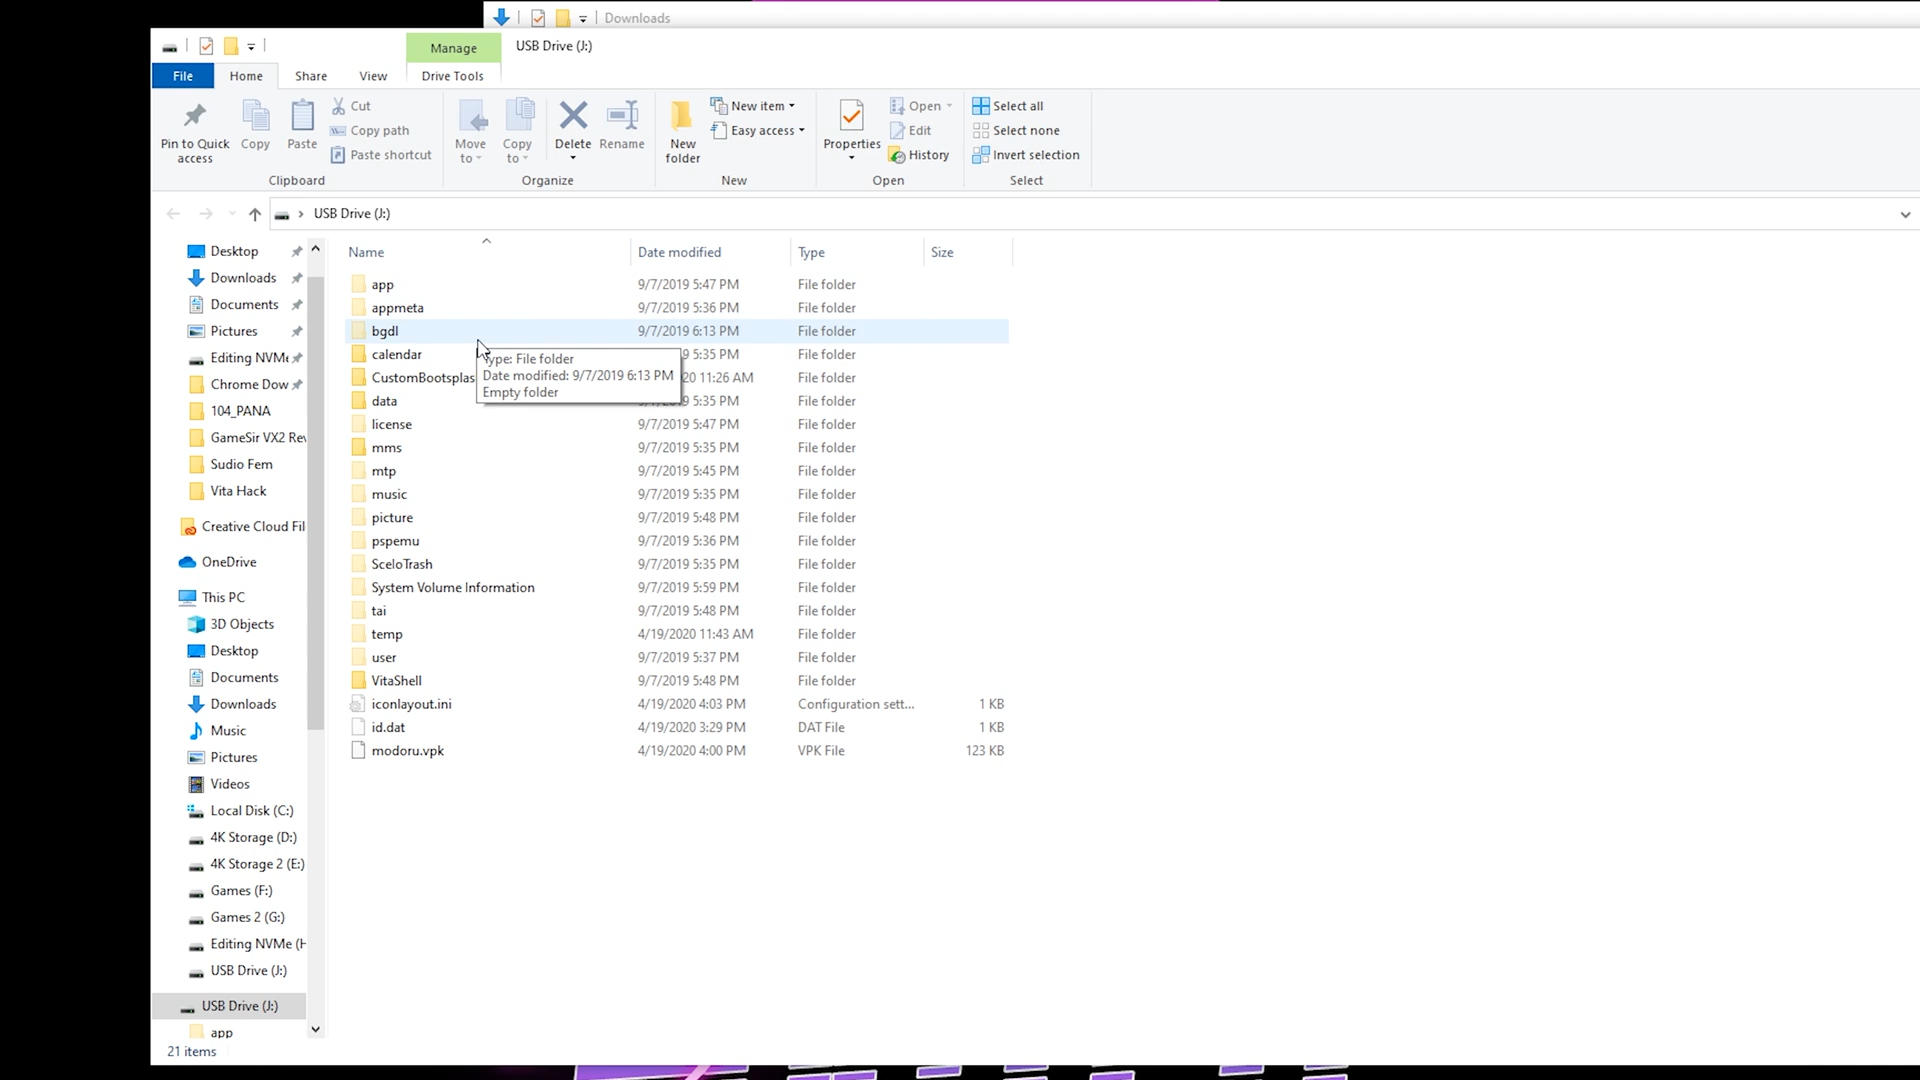 Downloads
Manage
USB Drive (J:)
File
Home
Share
View
Drive Tools
Pin to Quick access
Copy
Paste
Cut
Copy path
Paste shortcut
Move to
Copy to
Delete
Rename
New folder
New item
Easy access
Properties
Open
Edit
History
Select all
Select none
Invert selection
Clipboard
Organize
New
Open
Select
USB Drive (J:)
Name
Date modified
Type
Size
Desktop
Downloads
Documents
Pictures
Editing NVMe
Chrome Dow
104_PANA
GameSir VX2 Rev
Sudio Fem
Vita Hack
Creative Cloud Fil
OneDrive
This PC
3D Objects
Desktop
Documents
Downloads
Music
Pictures
Videos
Local Disk (C:)
4K Storage (D:)
4K Storage 2 (E:)
Games (F:)
Games 2 (G:)
Editing NVMe (H
USB Drive (J:)
USB Drive (J:)
app
app 9/7/2019 5:47 PM File folder
appmeta 9/7/2019 5:36 PM File folder
bgdl 9/7/2019 6:13 PM File folder
calendar 9 5:35 PM File folder
CustomBootsplas 20 11:26 AM File folder
Type: File folder
Date modified: 9/7/2019 6:13 PM
Empty folder
data 9/7/2019 5:35 PM File folder
license 9/7/2019 5:47 PM File folder
mms 9/7/2019 5:35 PM File folder
mtp 9/7/2019 5:45 PM File folder
music 9/7/2019 5:35 PM File folder
picture 9/7/2019 5:48 PM File folder
pspemu 9/7/2019 5:36 PM File folder
SceIoTrash 9/7/2019 5:35 PM File folder
System Volume Information 9/7/2019 5:59 PM File folder
tai 9/7/2019 5:48 PM File folder
temp 4/19/2020 11:43 AM File folder
user 9/7/2019 5:37 PM File folder
VitaShell 9/7/2019 5:48 PM File folder
iconlayout.ini 4/19/2020 4:03 PM Configuration sett... 1 KB
id.dat 4/19/2020 3:29 PM DAT File 1 KB
modoru.vpk 4/19/2020 4:00 PM VPK File 123 KB
21 items